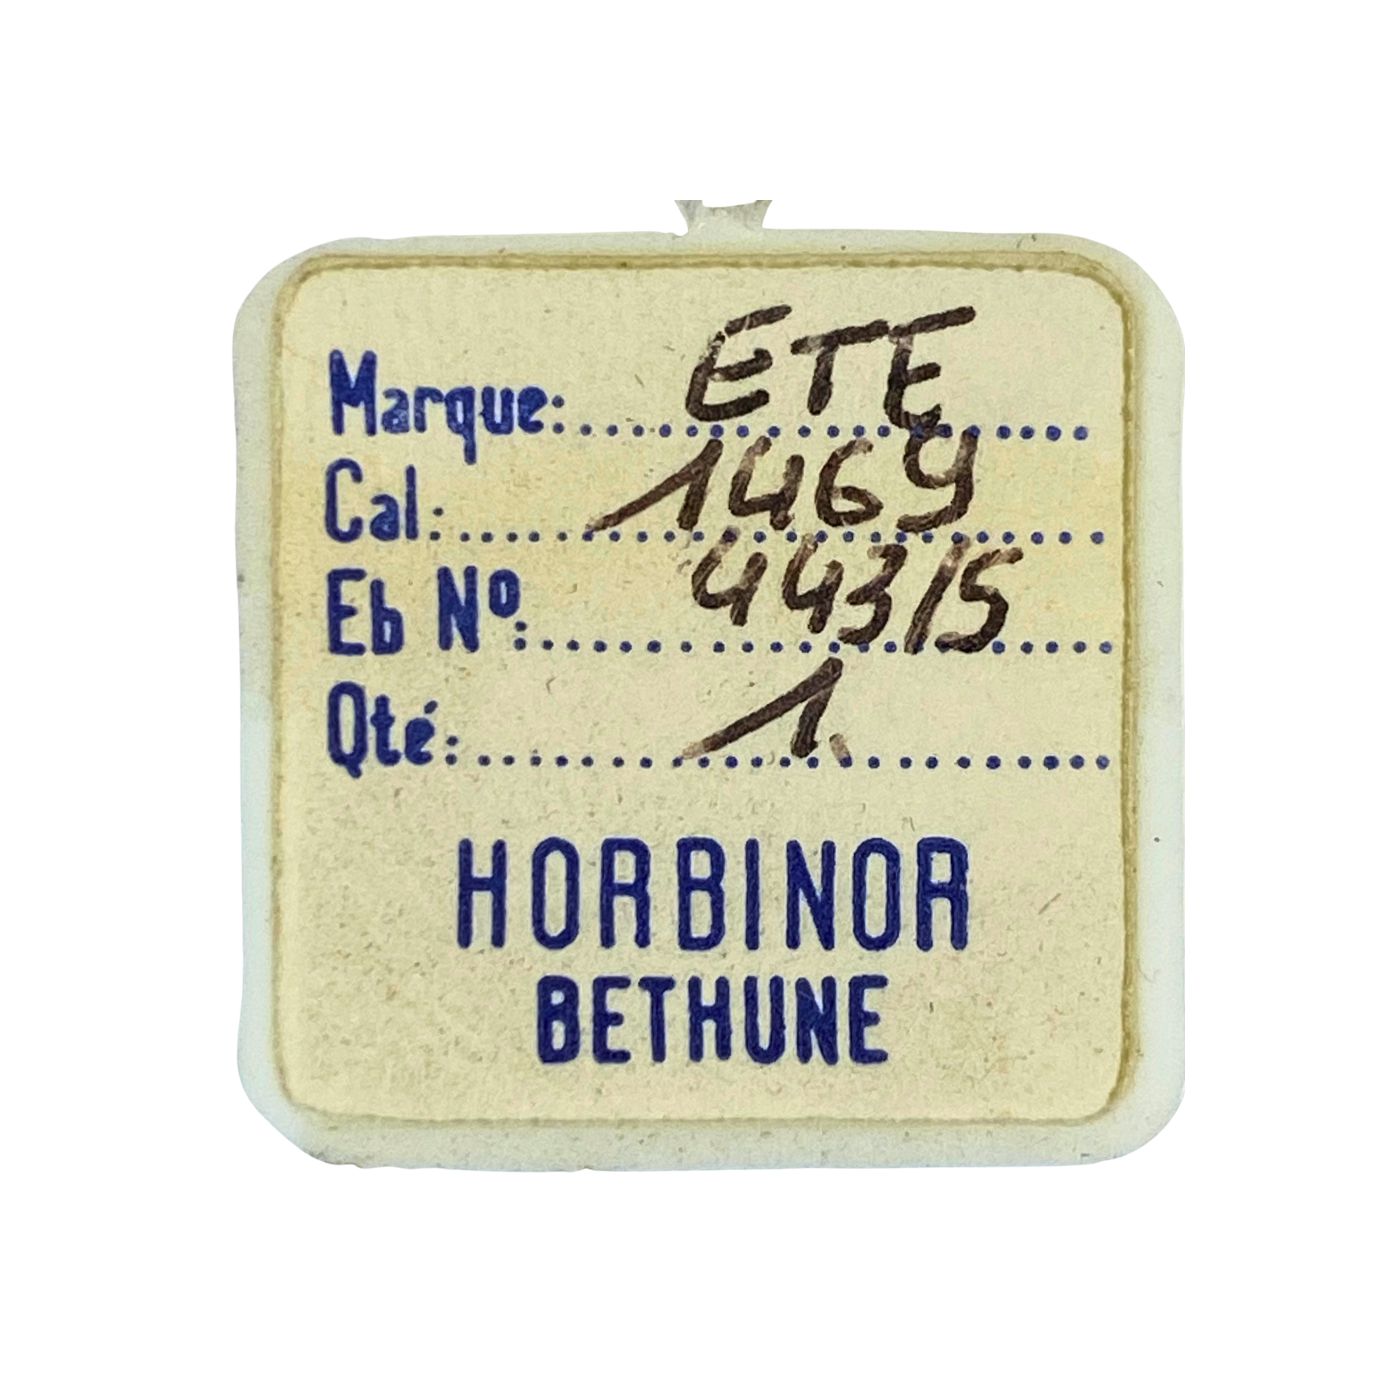 Marque: ETE
Cal: 1469
Eb Nº: 443/5
Qté: 1.
HORBINOR
BETHUNE